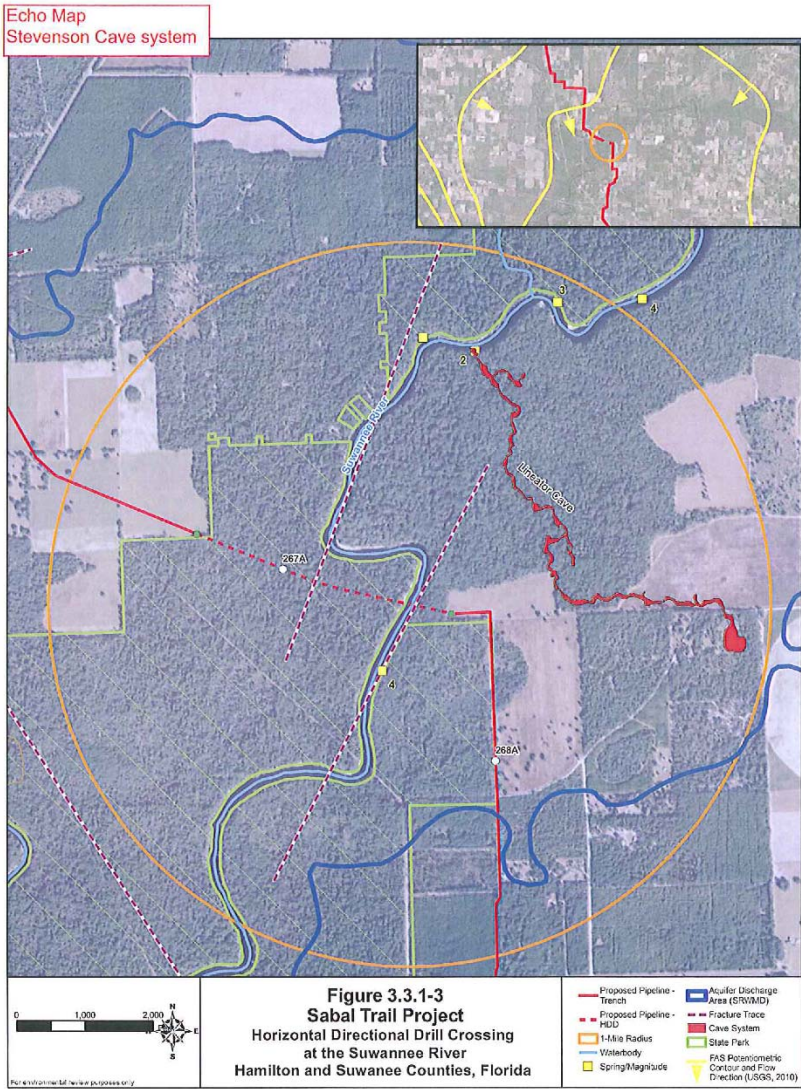 Echo Map
Stevenson Cave system
3
4
2
Suwannee River
Lineator Cave
267A
4
268A
0 1,000 2,000
N
W E
S
For environmental review purposes only
Figure 3.3.1-3
Sabal Trail Project
Horizontal Directional Drill Crossing
at the Suwannee River
Hamilton and Suwanee Counties, Florida
Proposed Pipeline -
Trench
Proposed Pipeline -
HDD
1-Mile Radius
Waterbody
Spring/Magnitude
Aquifer Discharge
Area (SRWMD)
Fracture Trace
Cave System
State Park
FAS Potentiometric
Contour and Flow
Direction (USGS, 2010)